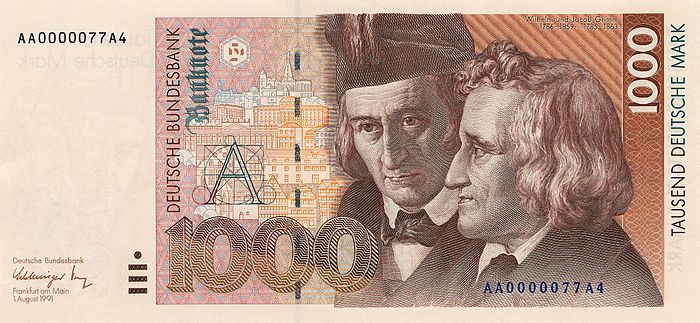 AA0000077A4
DEUTSCHE BUNDESBANK
Banknote
Wilhelm und Jacob Grimm
1786-1859 1785-1863
1000
TAUSEND DEUTSCHE MARK
A
1000
Deutsche Bundesbank
Frankfurt am Main
1. August 1991
AA0000077A4